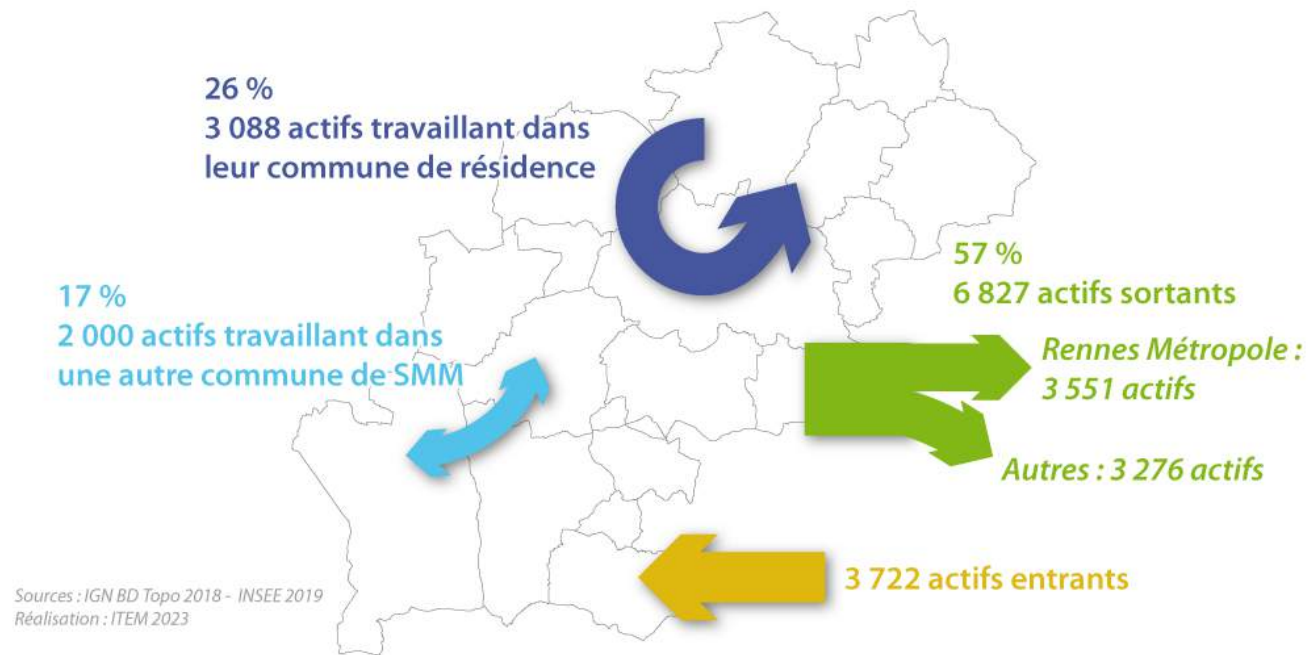 26 %
3 088 actifs travaillant dans
leur commune de résidence
57 %
6 827 actifs sortants
17 %
2 000 actifs travaillant dans
une autre commune de SMM
Rennes Métropole :
3 551 actifs
Autres : 3 276 actifs
3 722 actifs entrants
Sources : IGN BD Topo 2018 - INSEE 2019
Réalisation : ITEM 2023